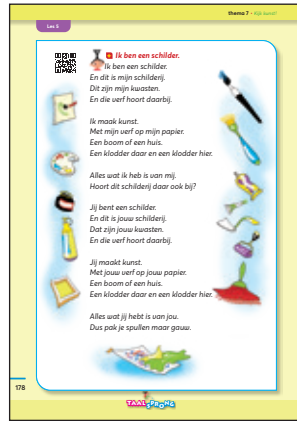 thema 7 • Kijk kunst!
Les 2
Ik ben een schilder.
Ik ben een schilder.
En dit is mijn schilderij.
Dit zijn mijn kwasten.
En die verf hoort daarbij.
Ik maak kunst.
Met mijn verf op mijn papier.
Een boom of een huis.
Een klodder daar en een klodder hier.
Alles wat ik heb is van mij.
Hoort dit schilderij daar ook bij?
Jij bent een schilder.
En dit is jouw schilderij.
Dat zijn jouw kwasten.
En die verf hoort daarbij.
Jij maakt kunst.
Met jouw verf op jouw papier.
Een boom of een huis.
Een klodder daar en een klodder hier.
Alles wat jij hebt is van jou.
Dus pak je spullen maar gauw.
178
TAALSPRONG